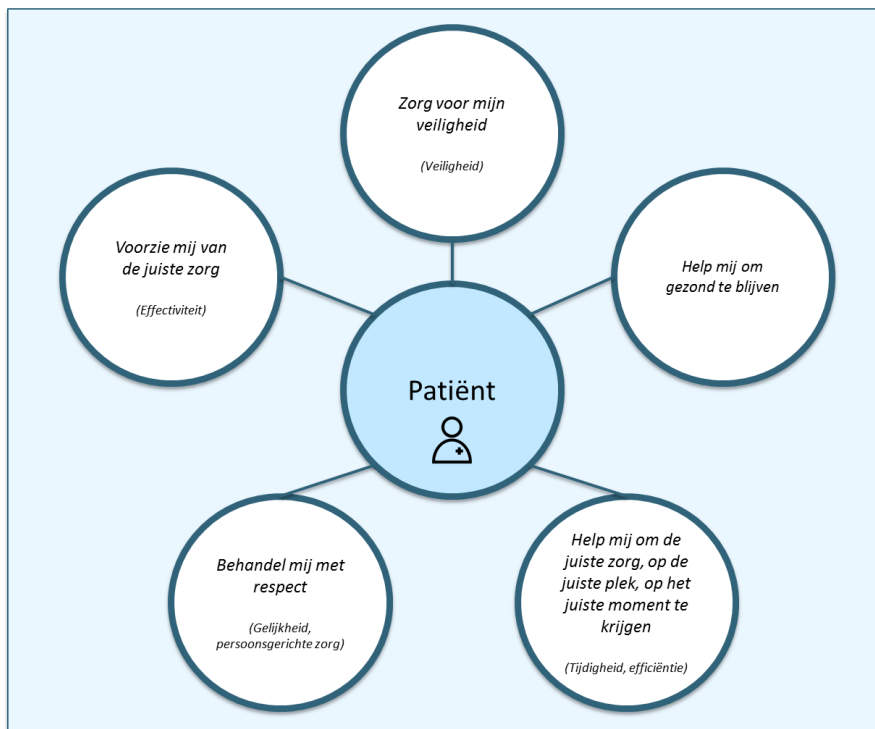 Zorg voor mijn
veiligheid
(Veiligheid)
Voorzie mij van
de juiste zorg
(Effectiviteit)
Help mij om
gezond te blijven
Patiënt
Behandel mij met
respect
(Gelijkheid,
persoonsgerichte zorg)
Help mij om de
juiste zorg, op de
juiste plek, op het
juiste moment te
krijgen
(Tijdigheid, efficiëntie)